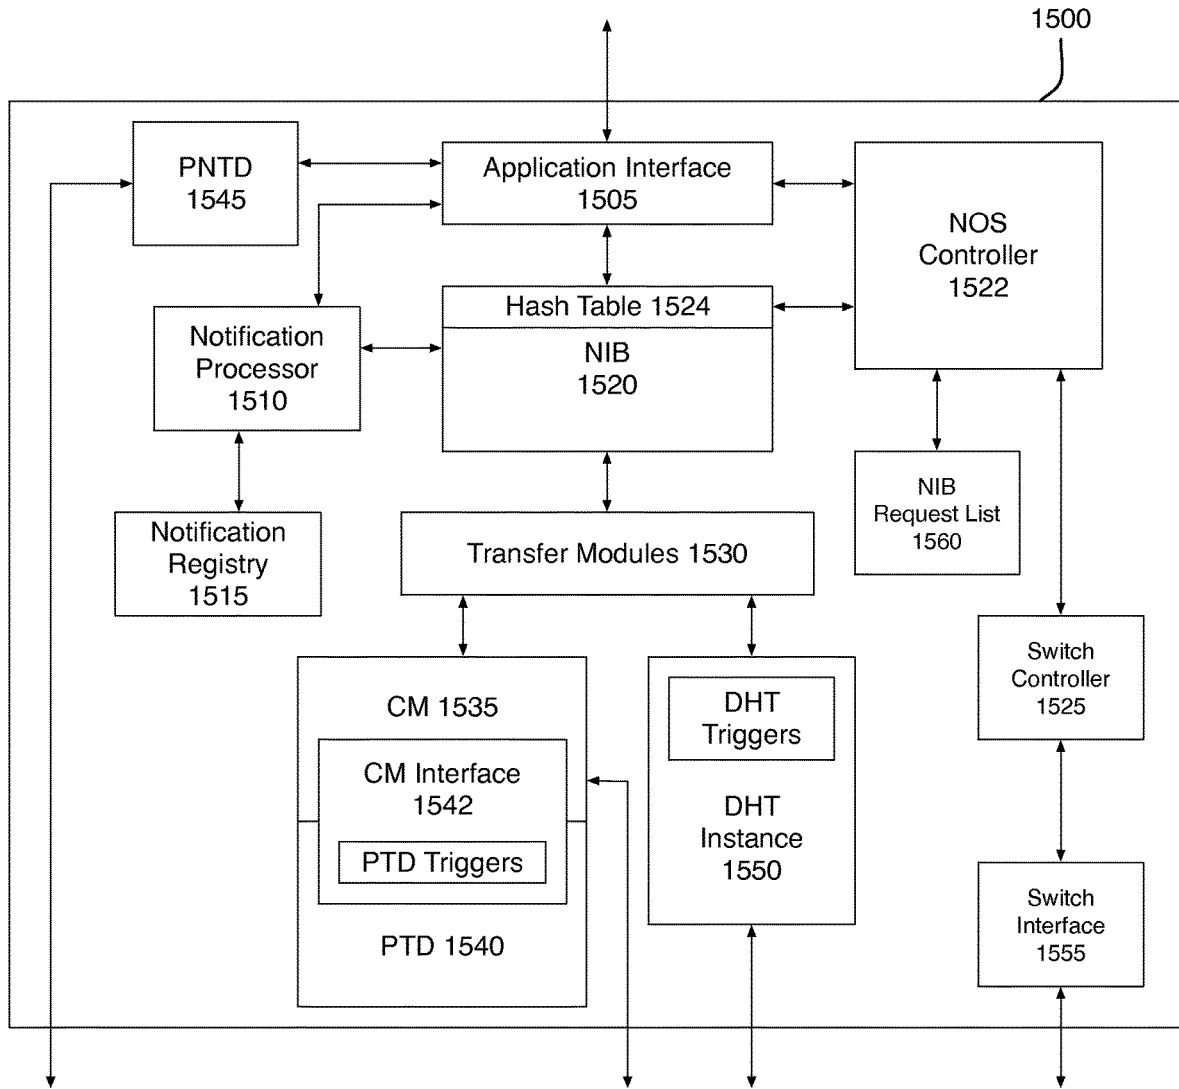 1500
PNTD
1545
Application Interface
1505
NOS
Controller
1522
Hash Table 1524
NIB
1520
Notification
Processor
1510
NIB
Request List
1560
Notification
Registry
1515
Transfer Modules 1530
Switch
Controller
1525
CM 1535
CM Interface
1542
PTD Triggers
PTD 1540
DHT
Triggers
DHT
Instance
1550
Switch
Interface
1555